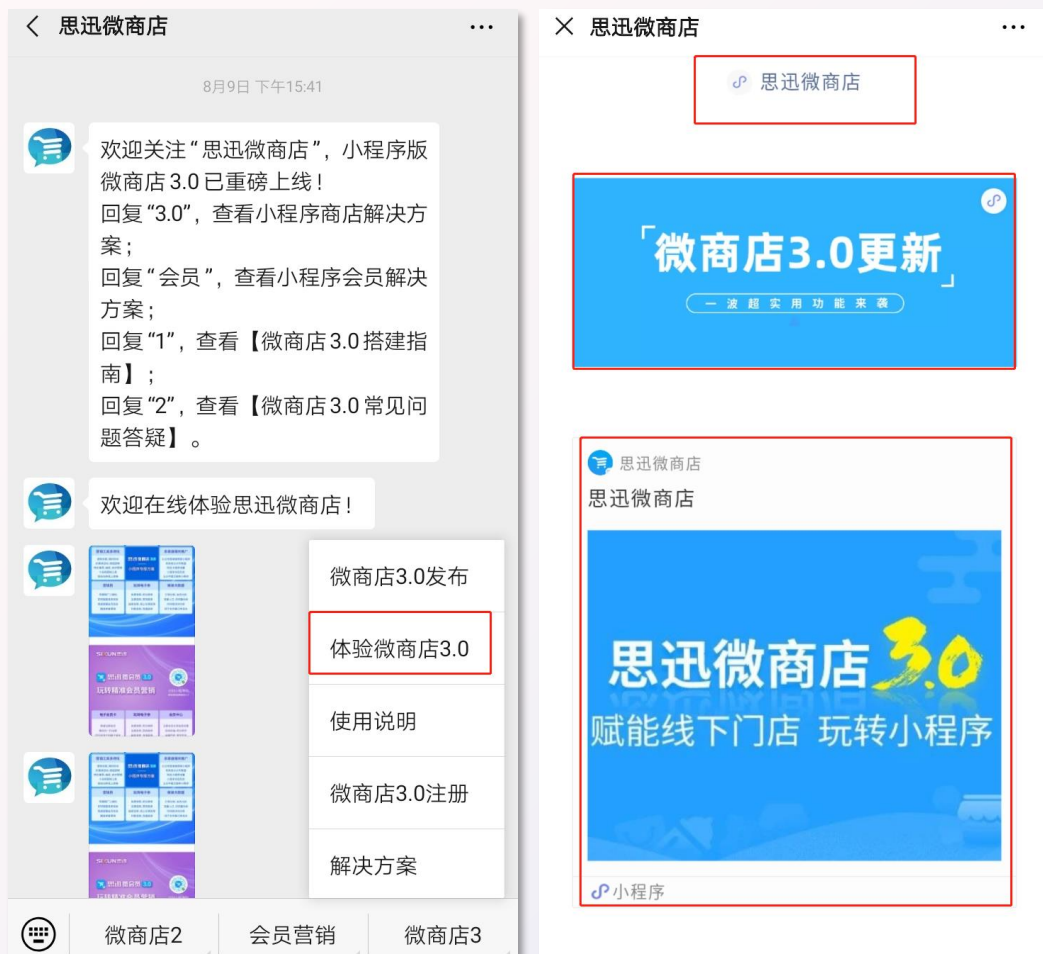 思迅微商店
8月9日 下午15:41
欢迎关注“思迅微商店”，小程序版
微商店3.0已重磅上线！
回复“3.0”，查看小程序商店解决方
案；
回复“会员”，查看小程序会员解决
方案；
回复“1”，查看【微商店3.0搭建指
南】；
回复“2”，查看【微商店3.0常见问
题答疑】。
欢迎在线体验思迅微商店！
微商店3.0发布
体验微商店3.0
使用说明
微商店3.0注册
解决方案
微商店2
会员营销
微商店3
思迅微商店
思迅微商店
「微商店3.0更新」
一波超实用功能来袭
思迅微商店
思迅微商店
思迅微商店3.0
赋能线下门店 玩转小程序
小程序